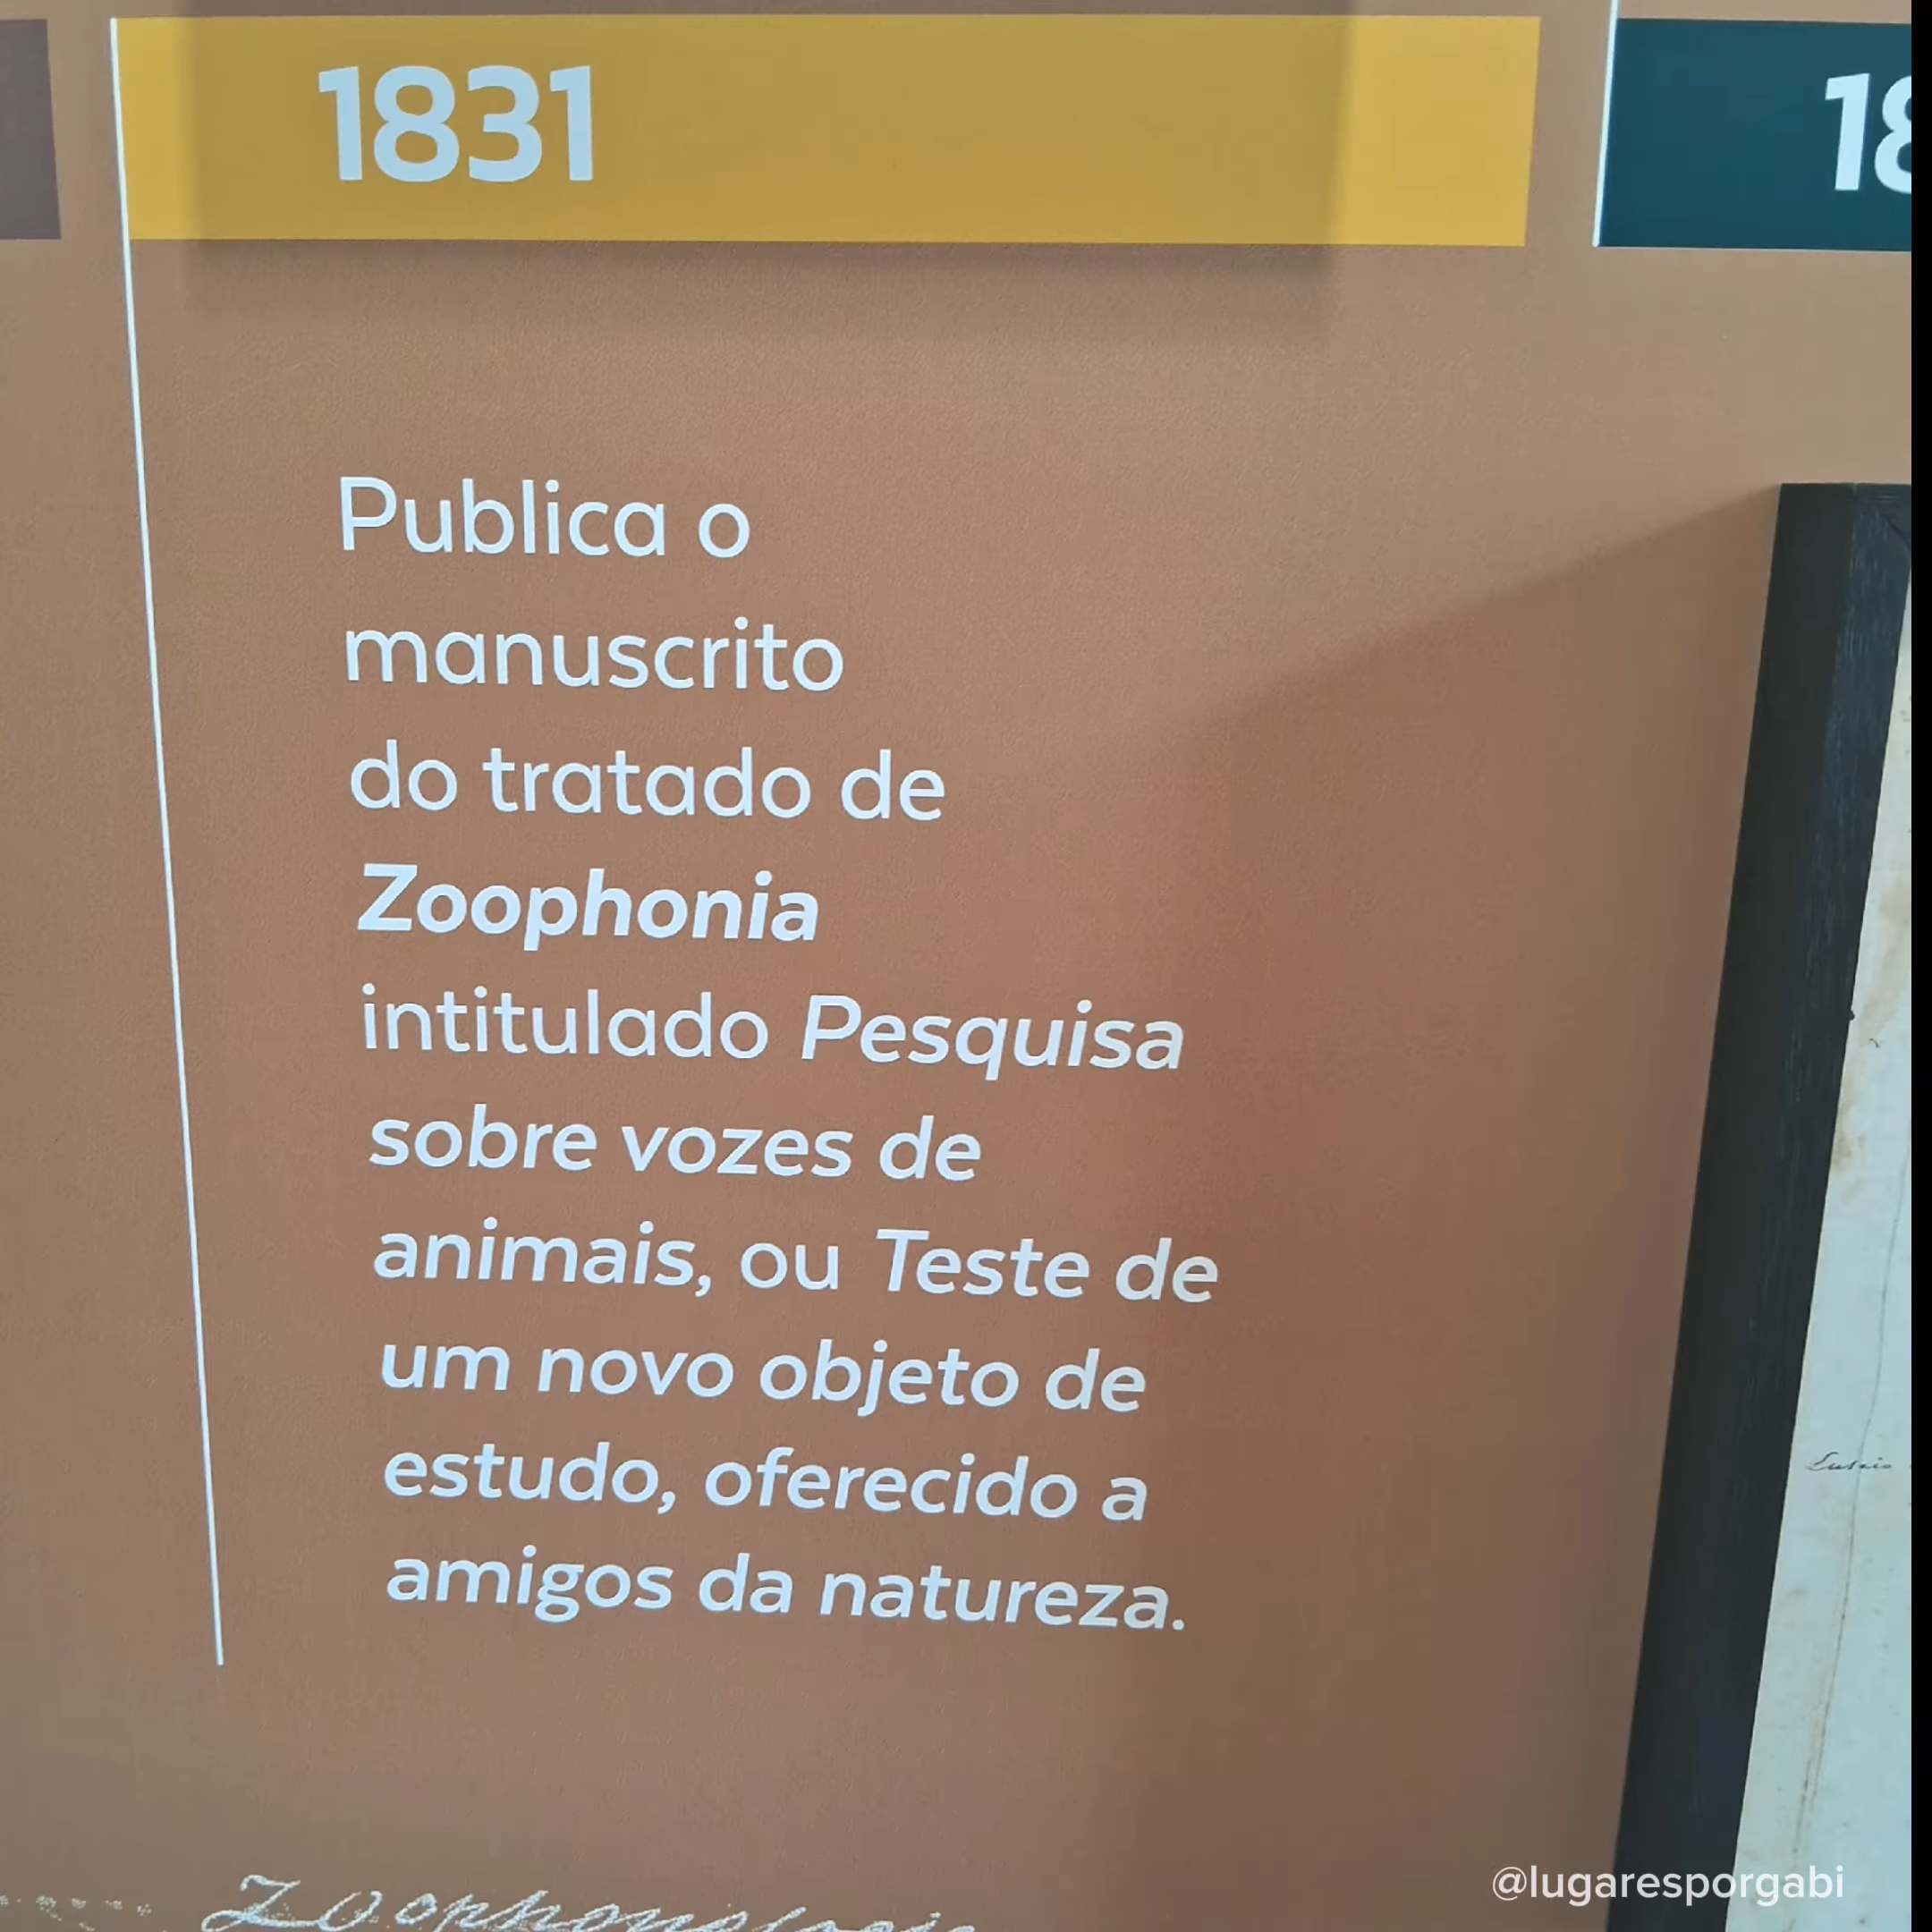 1831
18
Publica o
manuscrito
do tratado de
Zoophonia
intitulado Pesquisa
sobre vozes de
animais, ou Teste de
um novo objeto de
estudo, oferecido a
amigos da natureza.
@lugaresporgabi